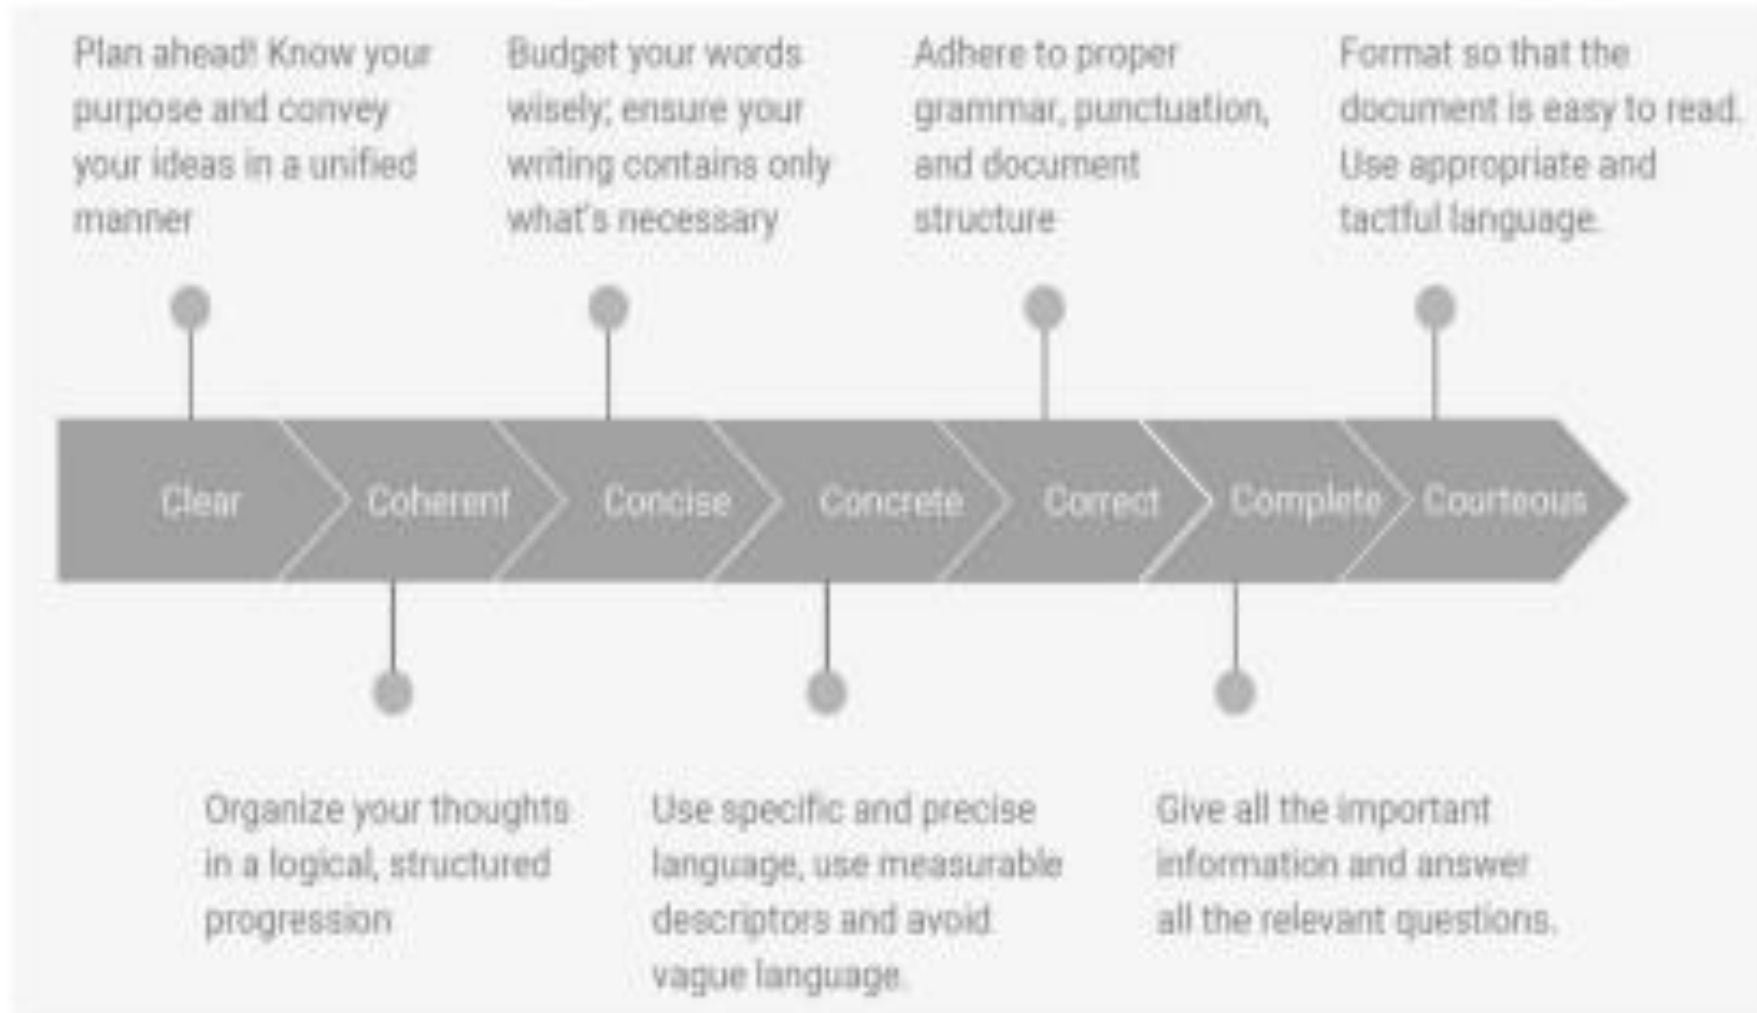 Plan ahead! Know your
purpose and convey
your ideas in a unified
manner
Budget your words
wisely; ensure your
writing contains only
what's necessary
Adhere to proper
grammar, punctuation,
and document
structure
Format so that the
document is easy to read.
Use appropriate and
tactful language.
Clear
Coherent
Concise
Concrete
Correct
Complete
Courteous
Organize your thoughts
in a logical, structured
progression
Use specific and precise
language, use measurable
descriptors and avoid
vague language.
Give all the important
information and answer
all the relevant questions.